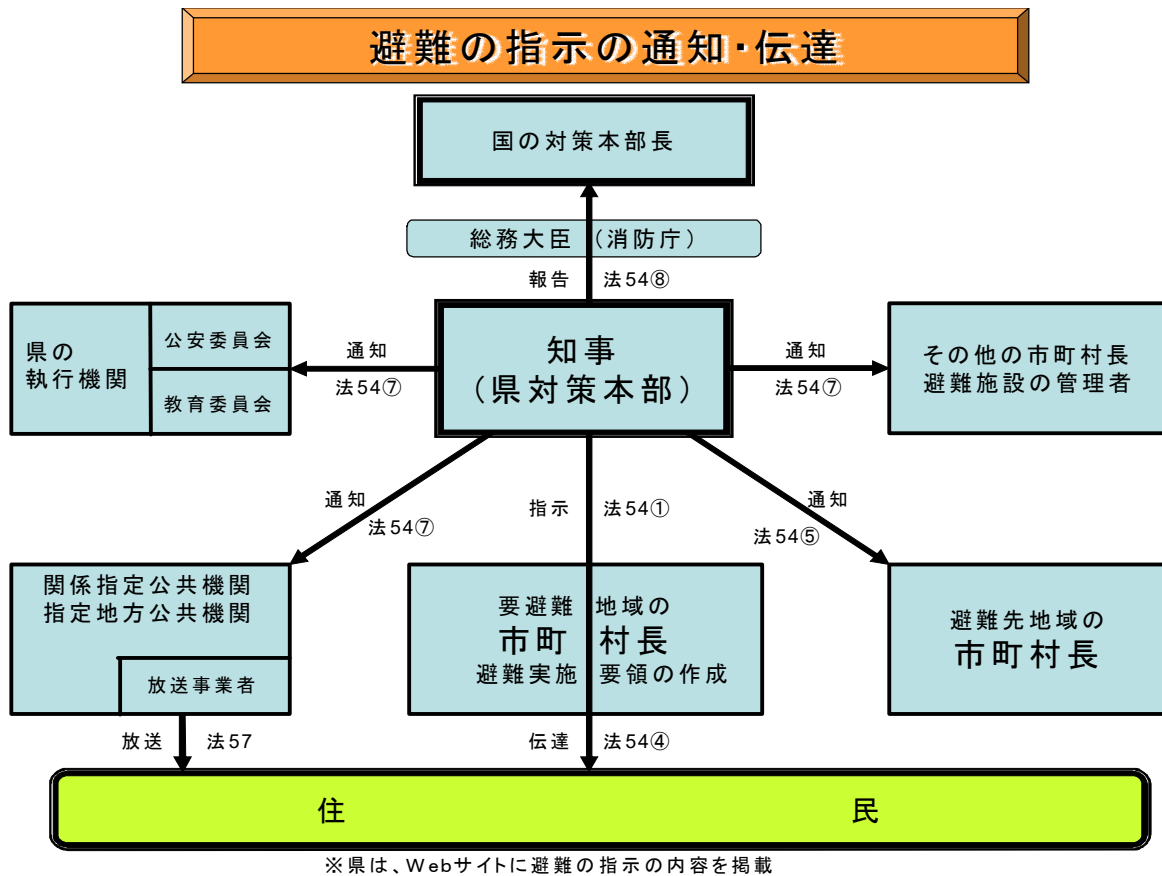 避難の指示の通知・伝達
国の対策本部長
総務大臣（消防庁）
報告 法54⑧
県の
執行機関
公安委員会
教育委員会
通知
法54⑦
知事
（県対策本部）
通知
法54⑦
その他の市町村長
避難施設の管理者
通知
法54⑦
指示 法54①
通知
法54⑤
関係指定公共機関
指定地方公共機関
放送事業者
要避難地域の
市町村長
避難実施要領の作成
避難先地域の
市町村長
放送 法57
伝達 法54④
住民
※県は、Webサイトに避難の指示の内容を掲載